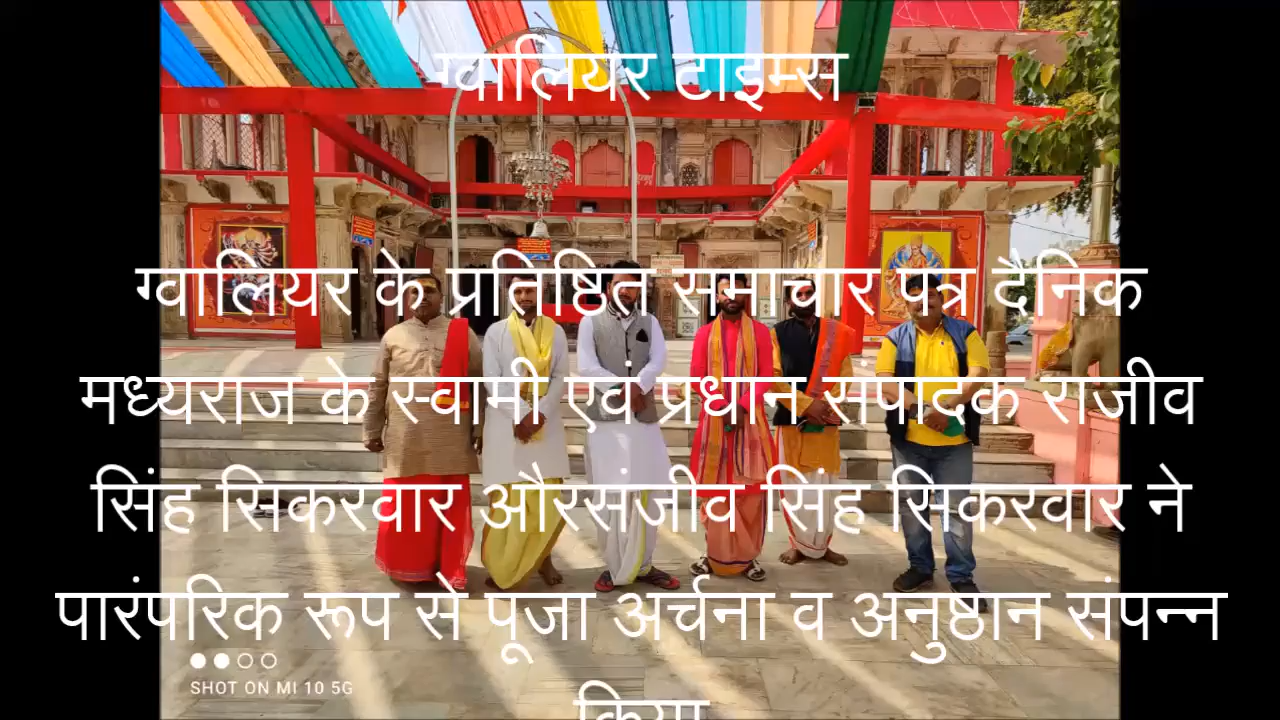 ग्वालियर टाइम्स
ग्वालियर के प्रतिष्ठित समाचार पत्र दैनिक
मध्यराज के स्वामी एवं प्रधान संपादक राजीव
सिंह सिकरवार औरसंजीव सिंह सिकरवार ने
पारंपरिक रूप से पूजा अर्चना व अनुष्ठान संपन्न
किया
SHOT ON MI 10 5G